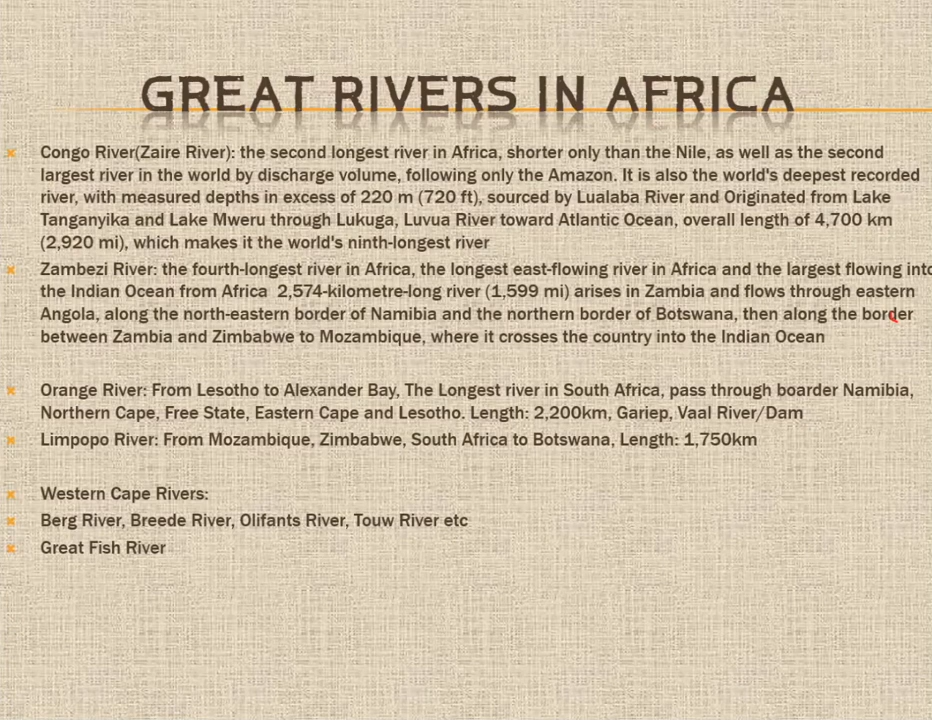 GREAT RIVERS IN AFRICA
Congo River(Zaire River): the second longest river in Africa, shorter only than the Nile, as well as the second
largest river in the world by discharge volume, following only the Amazon. It is also the world's deepest recorded
river, with measured depths in excess of 220 m (720 ft), sourced by Lualaba River and Originated from Lake
Tanganyika and Lake Mweru through Lukuga, Luvua River toward Atlantic Ocean, overall length of 4,700 km
(2,920 mi), which makes it the world's ninth-longest river
Zambezi River: the fourth-longest river in Africa, the longest east-flowing river in Africa and the largest flowing into
the Indian Ocean from Africa 2,574-kilometre-long river (1,599 mi) arises in Zambia and flows through eastern
Angola, along the north-eastern border of Namibia and the northern border of Botswana, then along the border
between Zambia and Zimbabwe to Mozambique, where it crosses the country into the Indian Ocean
Orange River: From Lesotho to Alexander Bay, The Longest river in South Africa, pass through boarder Namibia,
Northern Cape, Free State, Eastern Cape and Lesotho. Length: 2,200km, Gariep, Vaal River/Dam
Limpopo River: From Mozambique, Zimbabwe, South Africa to Botswana, Length: 1,750km
Western Cape Rivers:
Berg River, Breede River, Olifants River, Touw River etc
Great Fish River